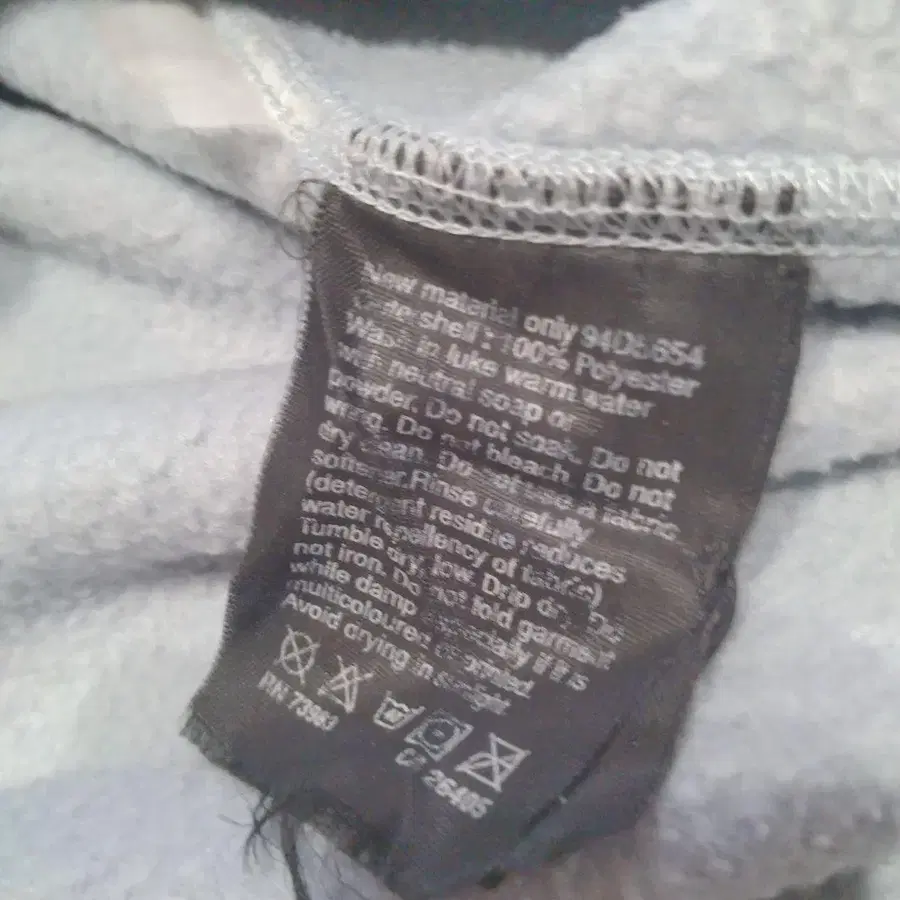 New material only
Outer shell : 100% Polyester
Wash in luke warm water
with neutral soap or
powder. Do not soak. Do not
wring. Do not bleach. Do not
dry clean. Do not use a fabric
softener. Rinse carefully
(detergent residue reduces
water repellency of fabric)
Tumble dry, low. Drip dry. Do
not iron. Do not fold garment
while damp especially if it is
multicoloured or printed.
Avoid drying in sunlight.
RN
CA 26405